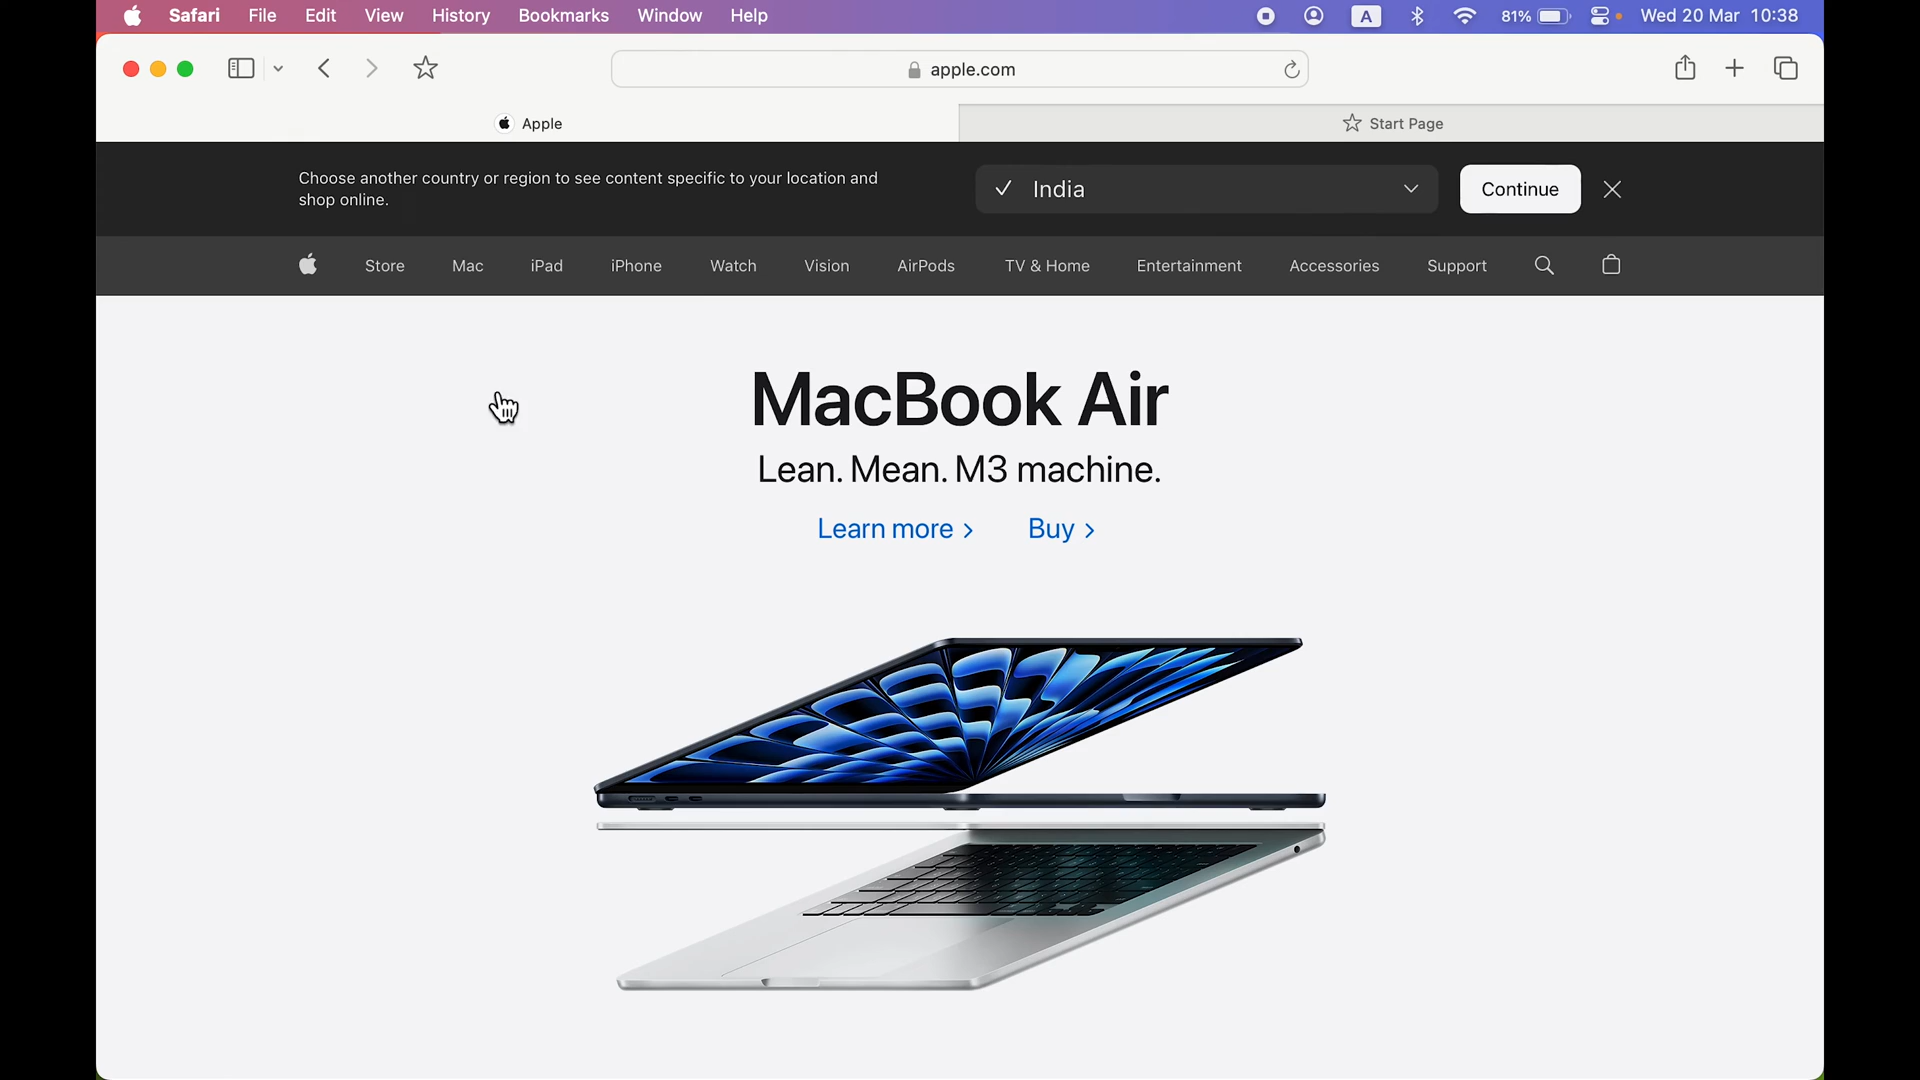 Safari File Edit View History Bookmarks Window Help A 81% Wed 20 Mar 10:38
apple.com
Apple
Start Page
Choose another country or region to see content specific to your location and
shop online.
India
Continue
Store Mac iPad iPhone Watch Vision AirPods TV & Home Entertainment Accessories Support
MacBook Air
Lean. Mean. M3 machine.
Learn more > Buy >